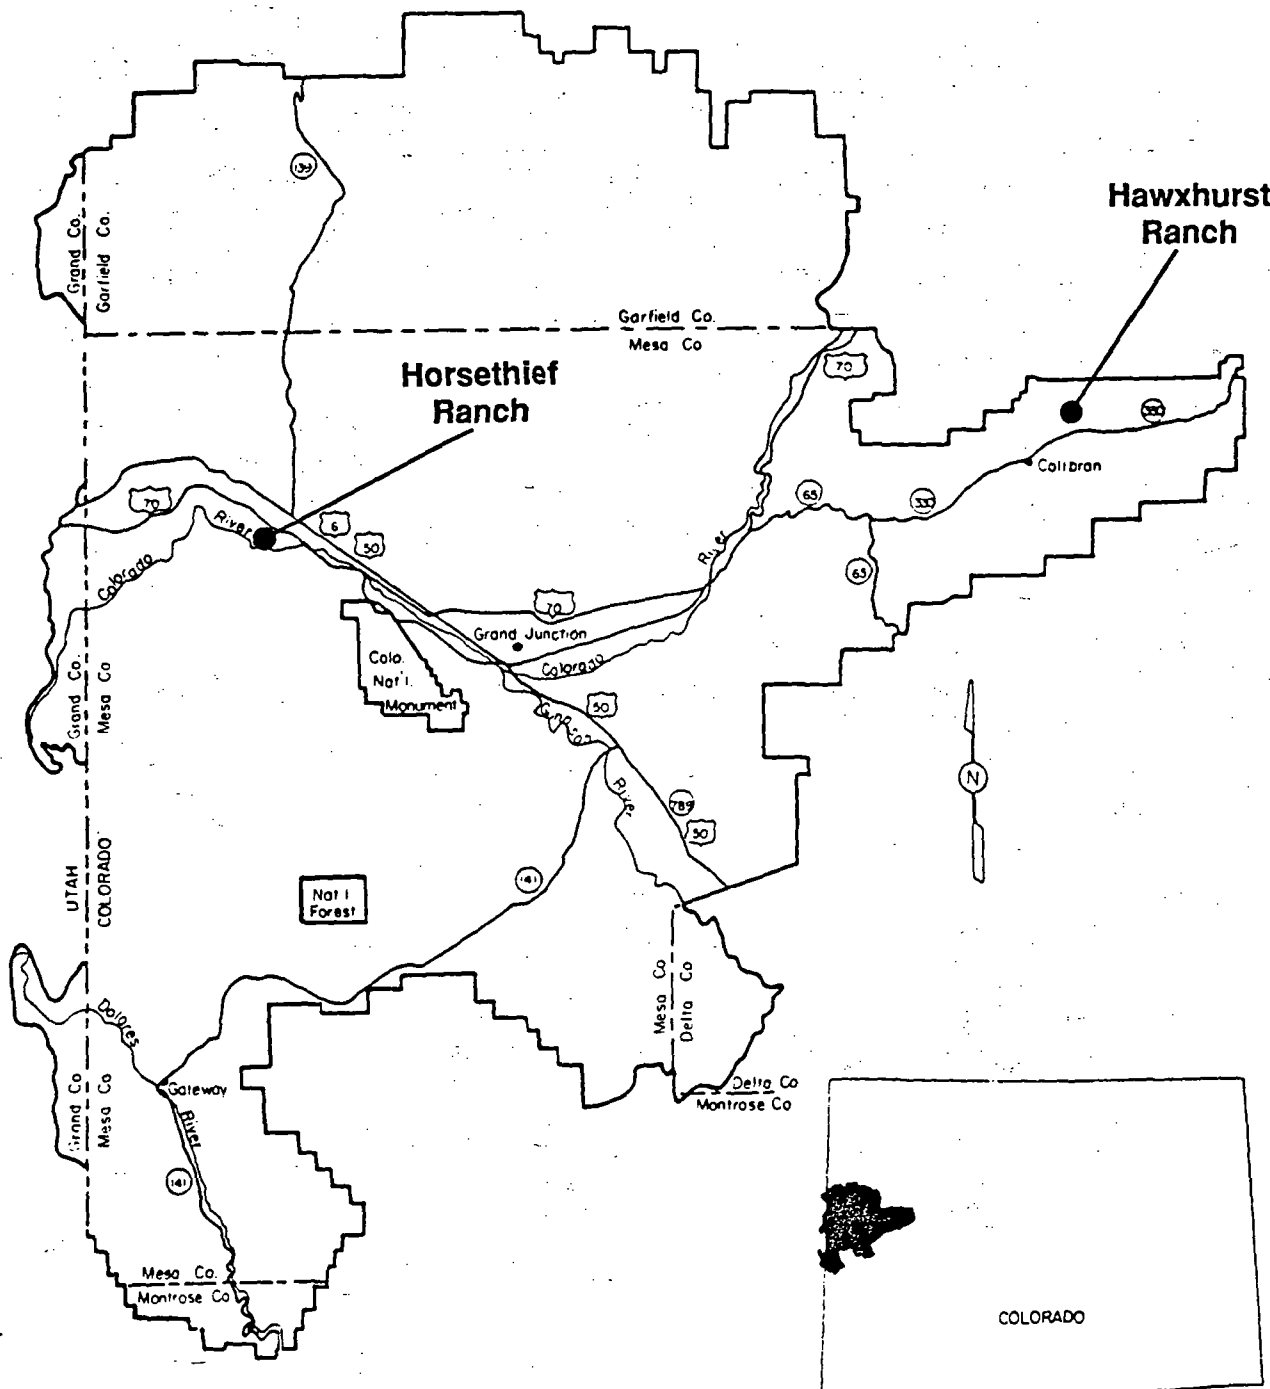 139
Grand Co.
Garfield Co.
Hawxhurst
Ranch
Garfield Co.
Mesa Co
70
Horsethief
Ranch
330
Collbran
70
River
6
50
65
330
River
65
Colorado
70
Grand Junction
Colorado
Colo.
Nat'l.
Monument
Grand Co.
Mesa Co
50
Gunnison
River
N
789
50
UTAH
COLORADO
141
Nat'l
Forest
Mesa Co
Delta Co
Dolores
Gateway
Grand Co
Mesa Co
River
141
Delta Co
Montrose Co
Mesa Co.
Montrose Co
COLORADO